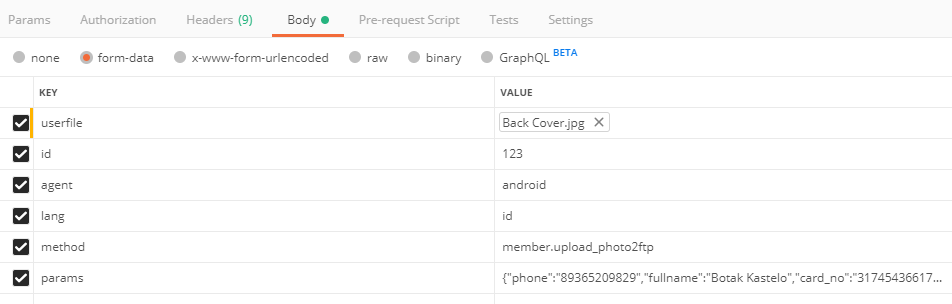 Params Authorization Headers (9) Body Pre-request Script Tests Settings
none form-data x-www-form-urlencoded raw binary GraphQL BETA
KEY VALUE
userfile Back Cover.jpg
id 123
agent android
lang id
method member.upload_photo2ftp
params {"phone":"89365209829","fullname":"Botak Kastelo","card_no":"31745436617...